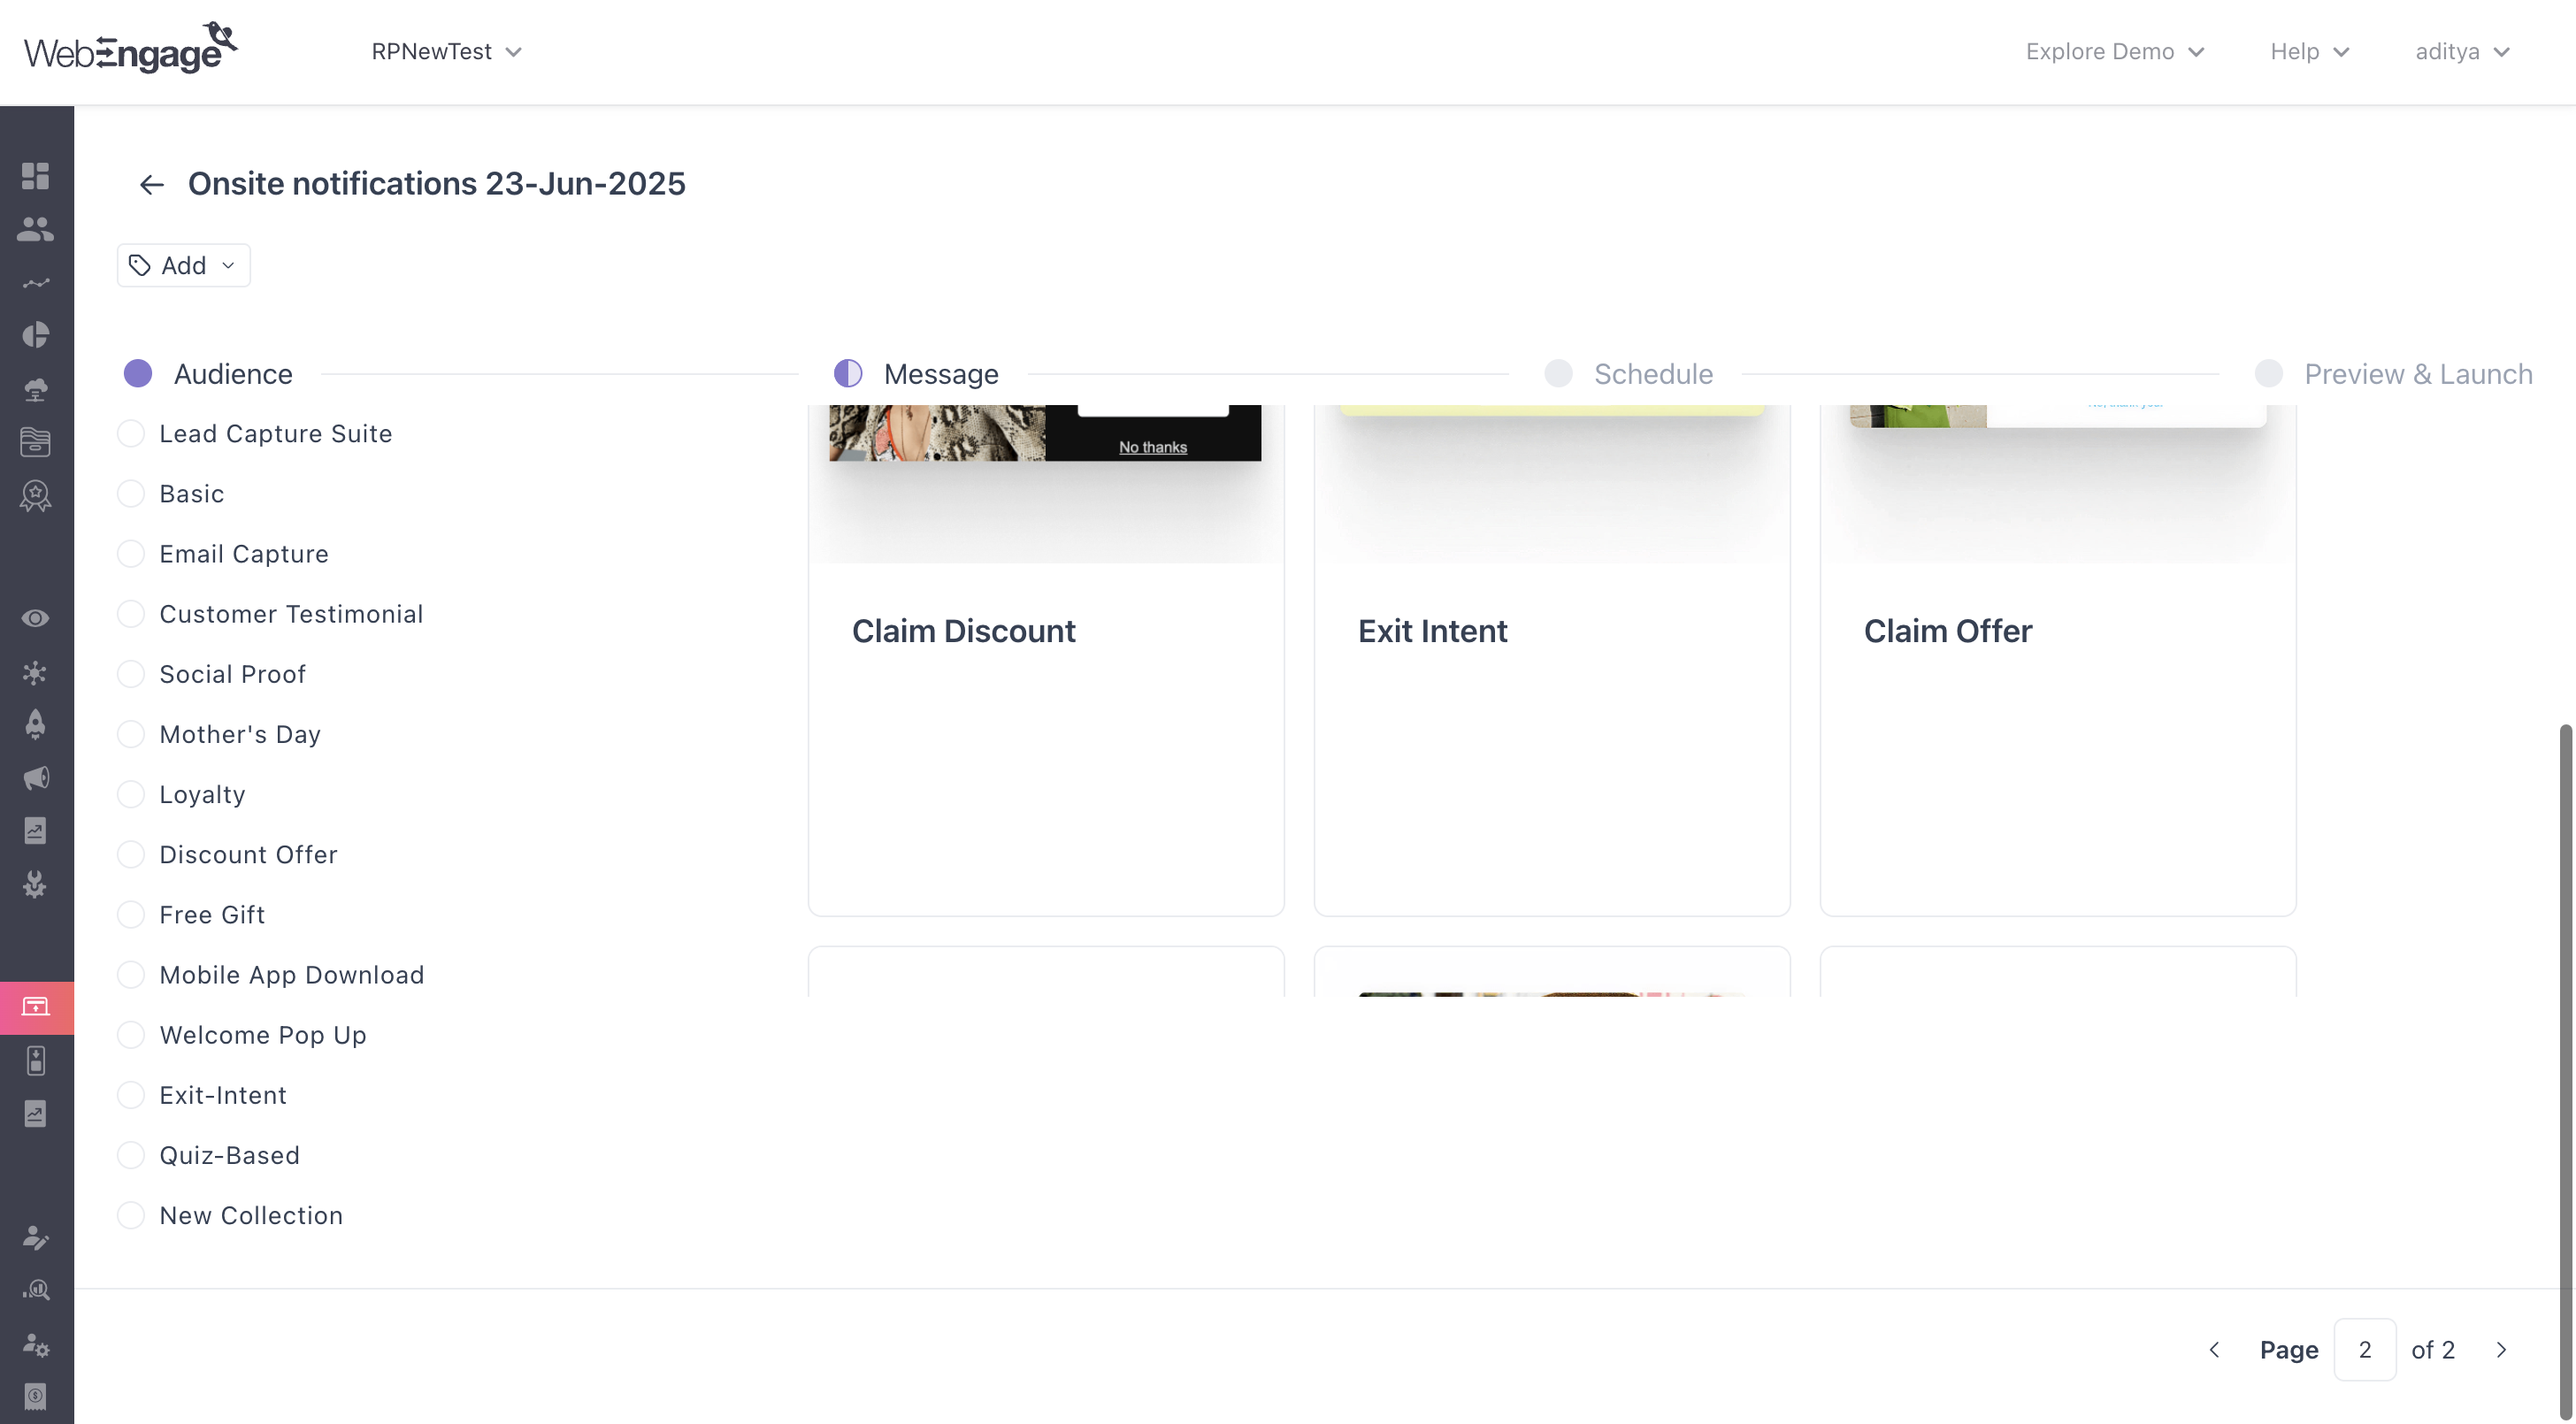 WebEngage
RPNewTest
Explore Demo
Help
aditya
Onsite notifications 23-Jun-2025
Add
Audience
Message
Schedule
Preview & Launch
Lead Capture Suite
Basic
Email Capture
Customer Testimonial
Social Proof
Mother's Day
Loyalty
Discount Offer
Free Gift
Mobile App Download
Welcome Pop Up
Exit-Intent
Quiz-Based
New Collection
No thanks
Claim Discount
Exit Intent
Claim Offer
Page 2 of 2